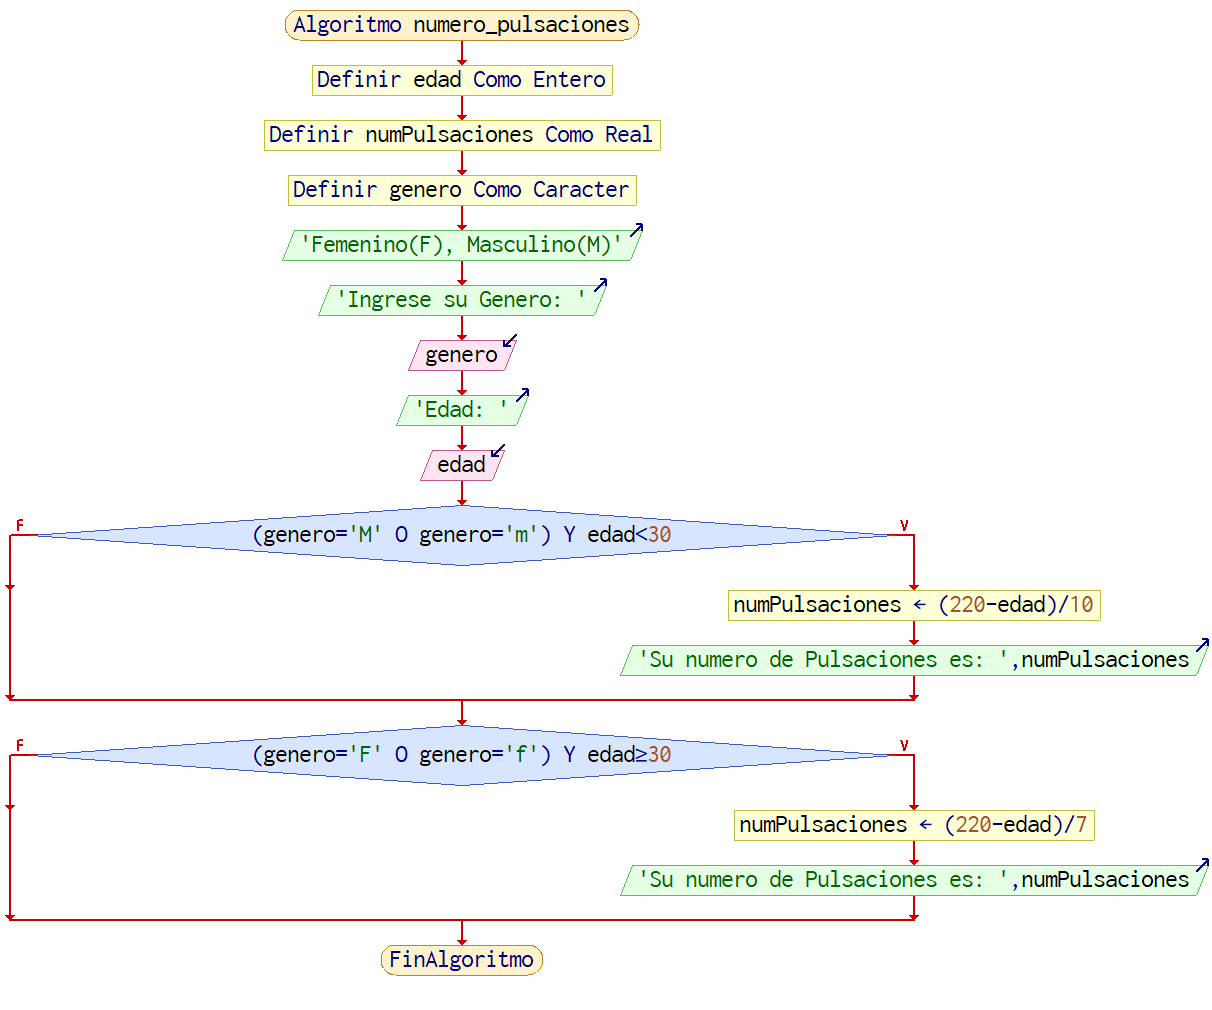 Algoritmo numero_pulsaciones
Definir edad Como Entero
Definir numPulsaciones Como Real
Definir genero Como Caracter
'Femenino(F), Masculino(M)'
'Ingrese su Genero: '
genero
'Edad: '
edad
F
(genero='M' O genero='m') Y edad<30
V
numPulsaciones ← (220-edad)/10
'Su numero de Pulsaciones es: ',numPulsaciones
F
(genero='F' O genero='f') Y edad≥30
V
numPulsaciones ← (220-edad)/7
'Su numero de Pulsaciones es: ',numPulsaciones
FinAlgoritmo